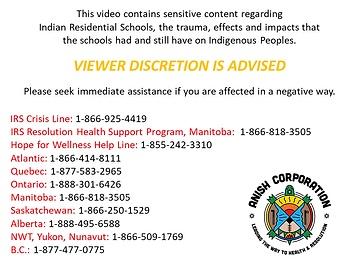 This video contains sensitive content regarding
Indian Residential Schools, the trauma, effects and impacts that
the schools had and still have on Indigenous Peoples.
VIEWER DISCRETION IS ADVISED
Please seek immediate assistance if you are affected in a negative way.
IRS Crisis Line: 1-866-925-4419
IRS Resolution Health Support Program, Manitoba: 1-866-818-3505
Hope for Wellness Help Line: 1-855-242-3310
Atlantic: 1-866-414-8111
Quebec: 1-877-583-2965
Ontario: 1-888-301-6426
Manitoba: 1-866-818-3505
Saskatchewan: 1-866-250-1529
Alberta: 1-888-495-6588
NWT, Yukon, Nunavut: 1-866-509-1769
B.C.: 1-877-477-0775
ANISH CORPORATION
LEADING THE WAY TO HEALTH & RESOLUTION